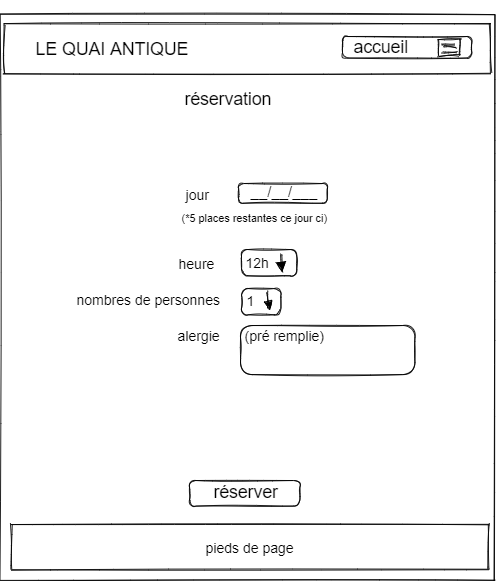 LE QUAI ANTIQUE
accueil
réservation
jour __/__/___
(*5 places restantes ce jour ci)
heure 12h
nombres de personnes 1
alergie (pré remplie)
réserver
pieds de page